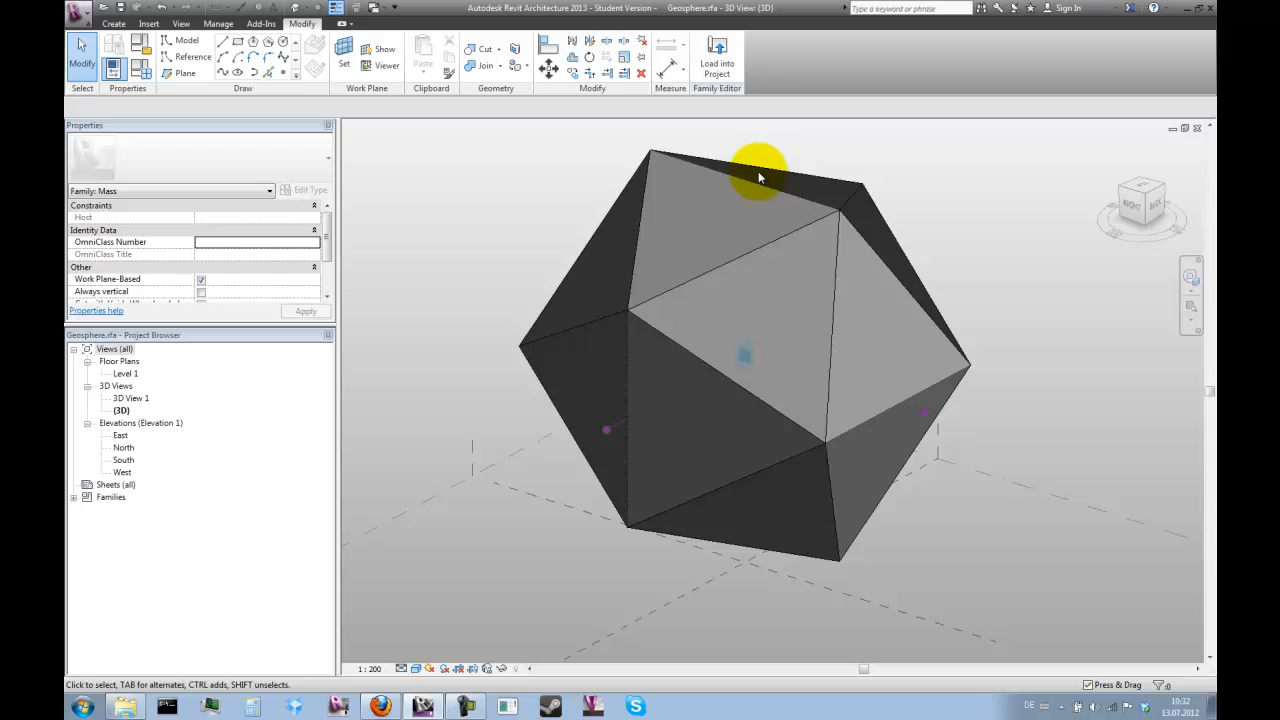 Autodesk Revit Architecture 2013 - Student Version - Geosphere.rfa - 3D View: {3D}
Type a keyword or phrase
Sign In
Create Insert View Manage Add-Ins Modify
Modify
Model
Reference
Plane
Set
Show
Viewer
Paste
Cut
Join
Load into
Project
Select Properties Draw Work Plane Clipboard Geometry Modify Measure Family Editor
Properties
Family: Mass
Edit Type
Constraints
Host
Identity Data
OmniClass Number
OmniClass Title
Other
Work Plane-Based
Always vertical
Properties help
Apply
Geosphere.rfa - Project Browser
Views (all)
Floor Plans
Level 1
3D Views
3D View 1
{3D}
Elevations (Elevation 1)
East
North
South
West
Sheets (all)
Families
RIGHT
BACK
1 : 200
Click to select, TAB for alternates, CTRL adds, SHIFT unselects.
Press & Drag
:0
DE
10:32
13.07.2012